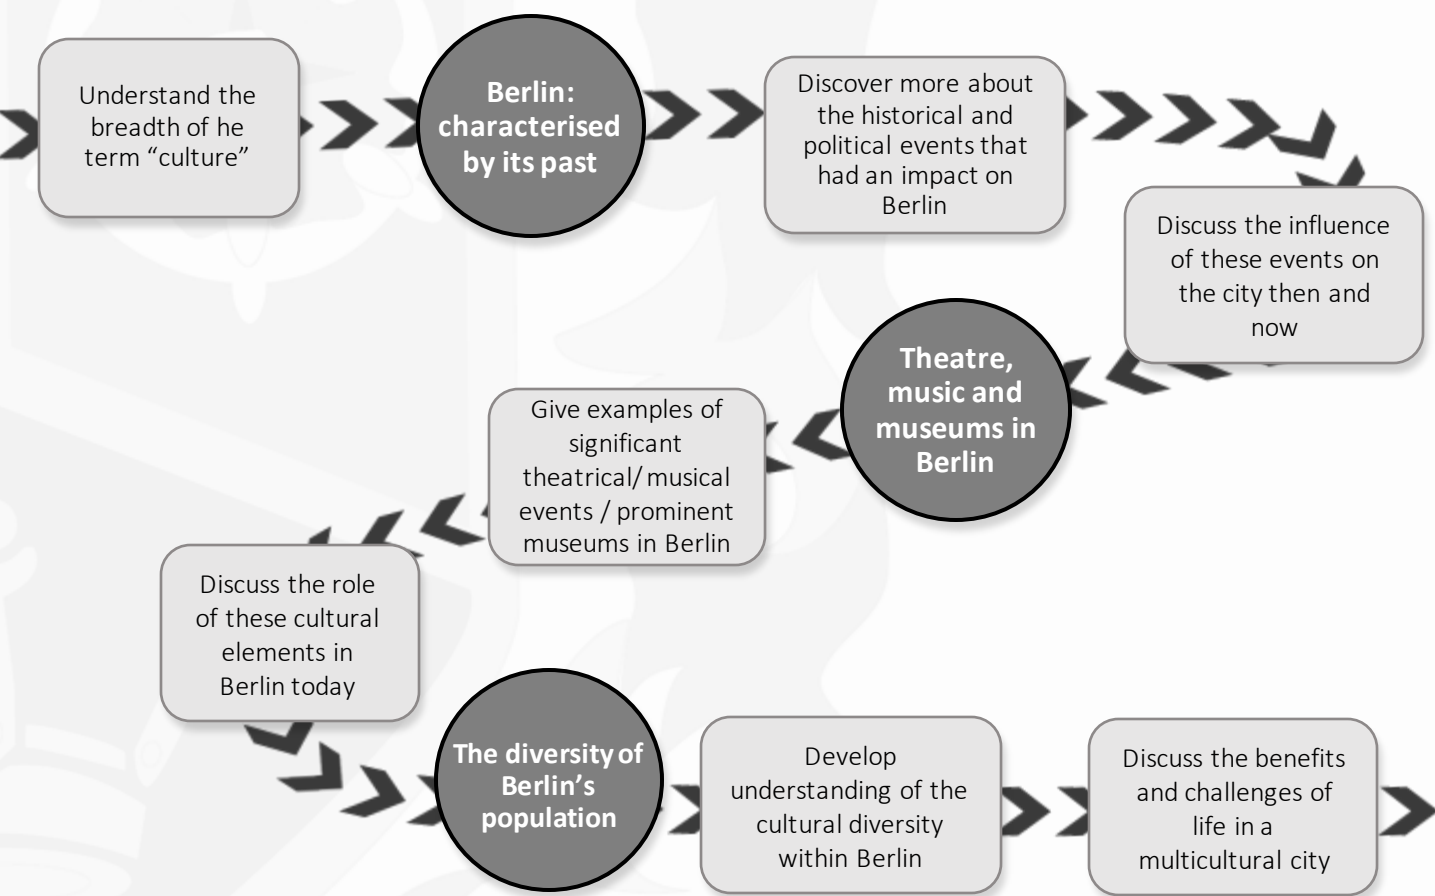 Understand the
breadth of he
term “culture”
Berlin:
characterised
by its past
Discover more about
the historical and
political events that
had an impact on
Berlin
Discuss the influence
of these events on
the city then and
now
Theatre,
music and
museums in
Berlin
Give examples of
significant
theatrical/ musical
events / prominent
museums in Berlin
Discuss the role
of these cultural
elements in
Berlin today
The diversity of
Berlin’s
population
Develop
understanding of the
cultural diversity
within Berlin
Discuss the benefits
and challenges of
life in a
multicultural city